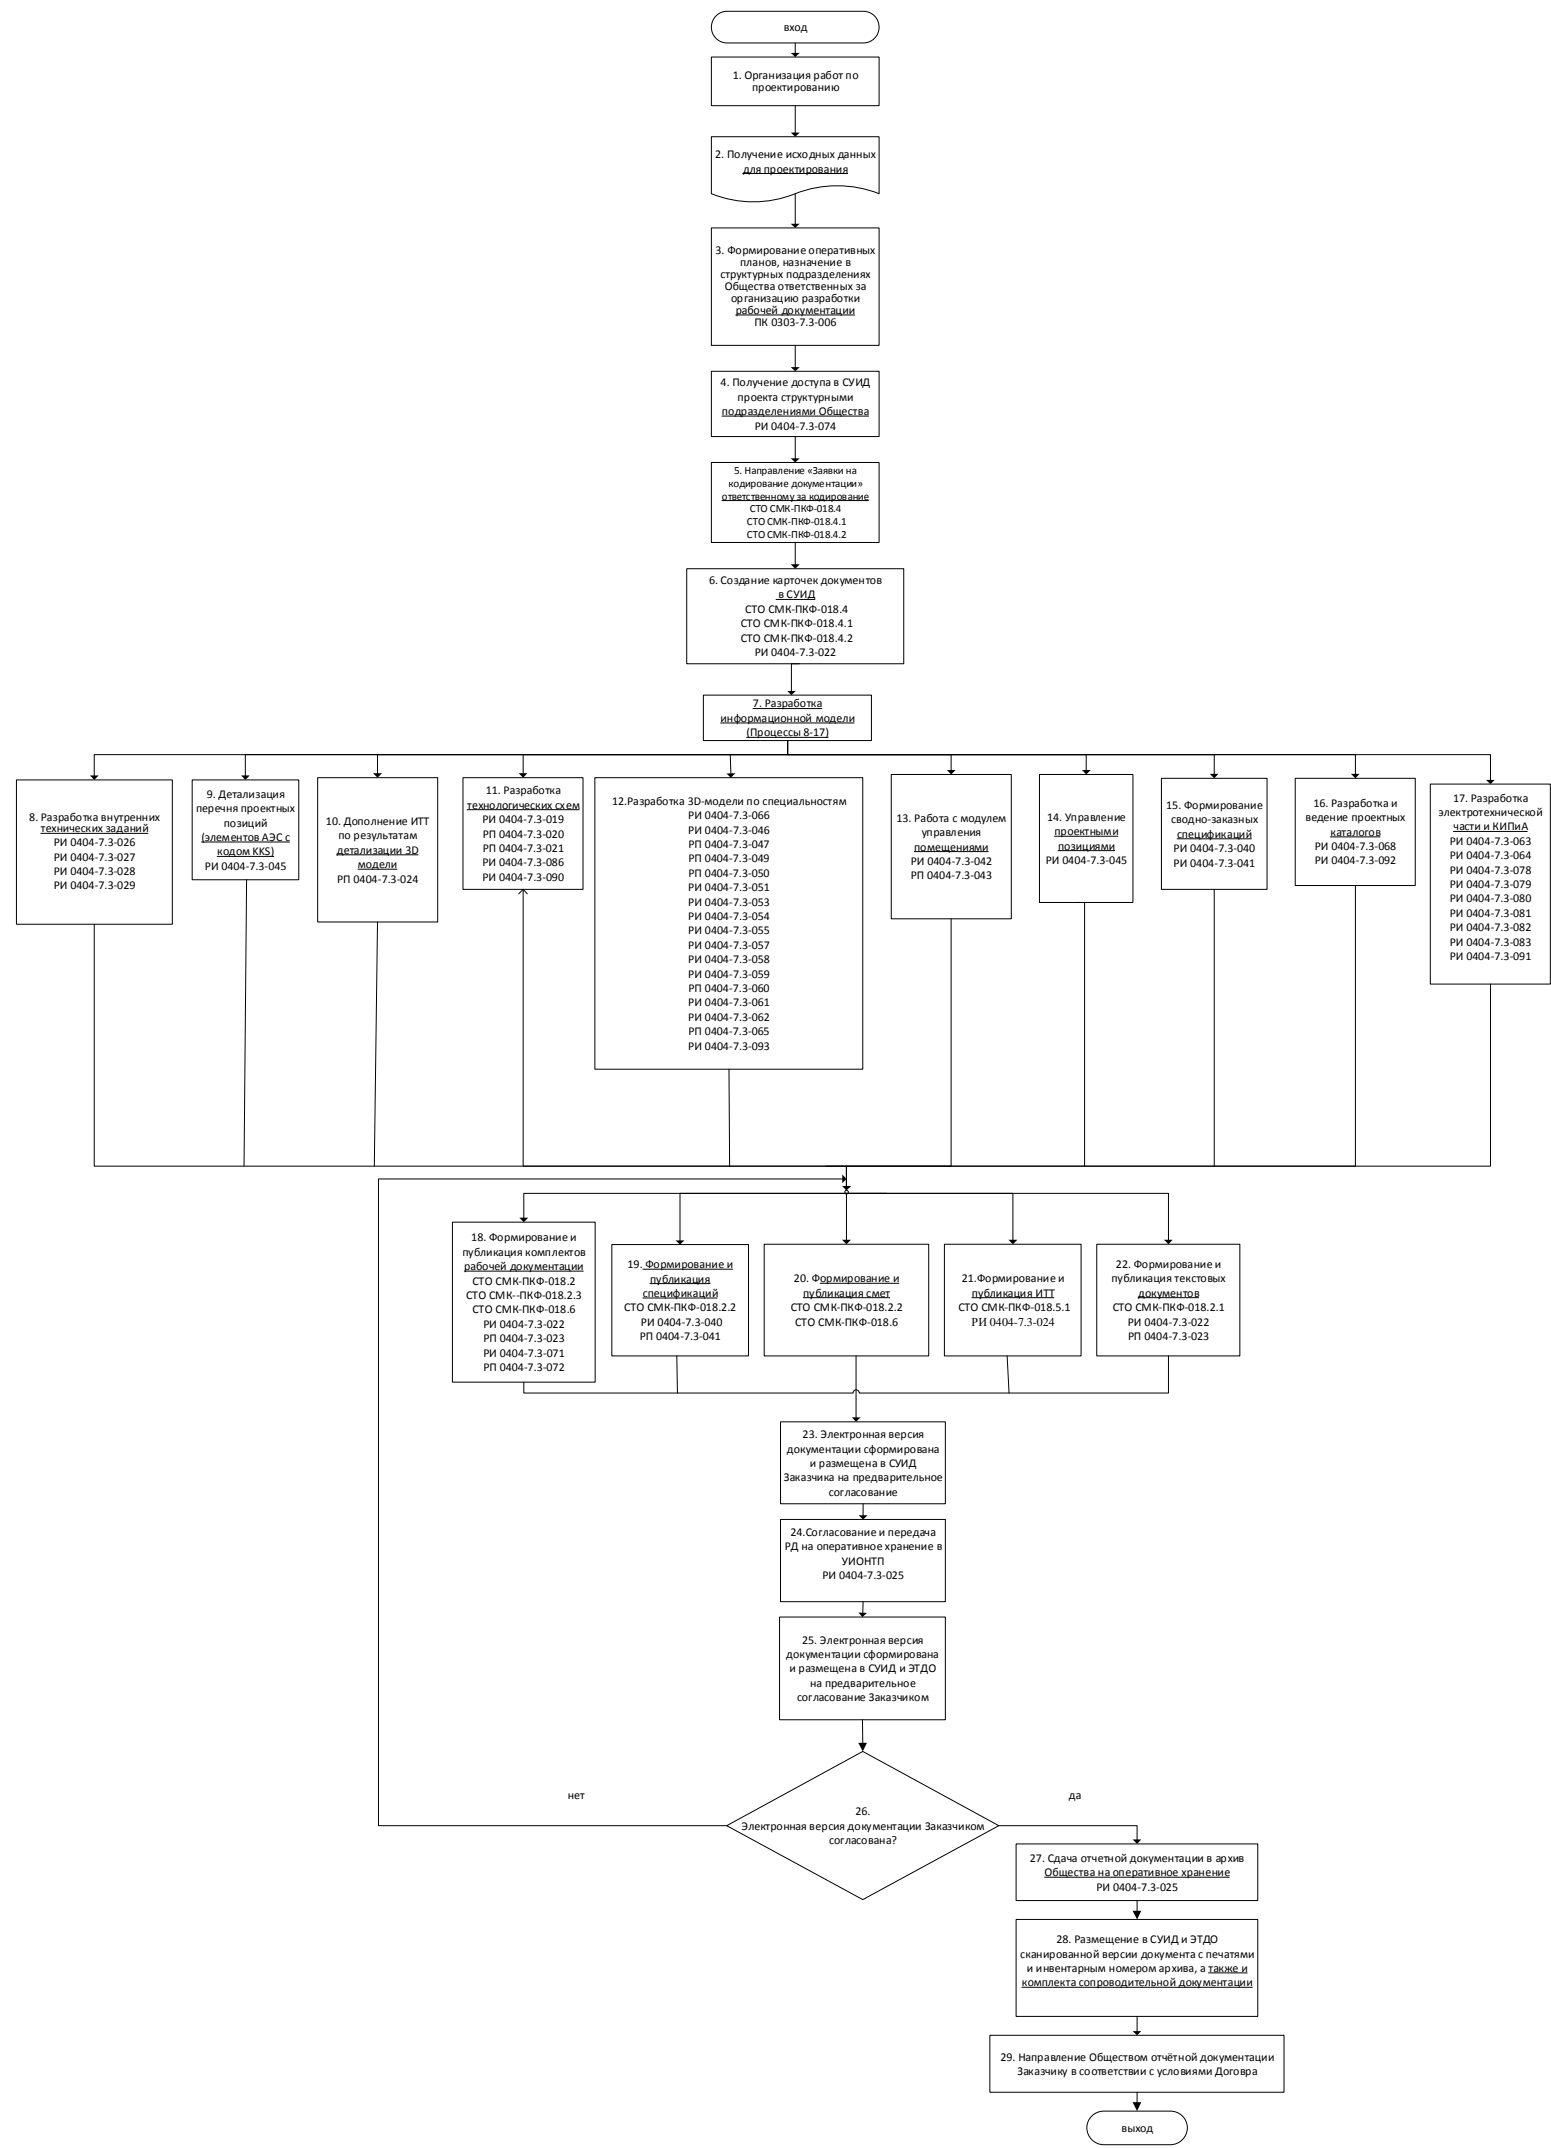 вход
1. Организация работ по
проектированию
2. Получение исходных данных
для проектирования
3. Формирование оперативных
планов, назначение в
структурных подразделениях
Общества ответственных за
организацию разработки
рабочей документации
ПК 0303-7.3-006
4. Получение доступа в СУИД
проекта структурными
подразделениями Общества
РИ 0404-7.3-074
5. Направление «Заявки на
кодирование документации»
ответственному за кодирование
СТО СМК-ПКФ-018.4
СТО СМК-ПКФ-018.4.1
СТО СМК-ПКФ-018.4.2
6. Создание карточек документов
в СУИД
СТО СМК-ПКФ-018.4
СТО СМК-ПКФ-018.4.1
СТО СМК-ПКФ-018.4.2
РИ 0404-7.3-022
7. Разработка
информационной модели
(Процессы 8-17)
8. Разработка внутренних
технических заданий
РИ 0404-7.3-026
РИ 0404-7.3-027
РИ 0404-7.3-028
РИ 0404-7.3-029
9. Детализация
перечня проектных
позиций
(элементов АЭС с
кодом KKS)
РИ 0404-7.3-045
10. Дополнение ИТТ
по результатам
детализации 3D
модели
РП 0404-7.3-024
11. Разработка
технологических схем
РИ 0404-7.3-019
РП 0404-7.3-020
РП 0404-7.3-021
РИ 0404-7.3-086
РИ 0404-7.3-090
12.Разработка 3D-модели по специальностям
РИ 0404-7.3-066
РИ 0404-7.3-046
РП 0404-7.3-047
РП 0404-7.3-049
РП 0404-7.3-050
РИ 0404-7.3-051
РИ 0404-7.3-053
РИ 0404-7.3-054
РИ 0404-7.3-055
РИ 0404-7.3-057
РИ 0404-7.3-058
РИ 0404-7.3-059
РП 0404-7.3-060
РИ 0404-7.3-061
РИ 0404-7.3-062
РП 0404-7.3-065
РИ 0404-7.3-093
13. Работа с модулем
управления
помещениями
РИ 0404-7.3-042
РП 0404-7.3-043
14. Управление
проектными
позициями
РИ 0404-7.3-045
15. Формирование
сводно-заказных
спецификаций
РИ 0404-7.3-040
РИ 0404-7.3-041
16. Разработка и
ведение проектных
каталогов
РИ 0404-7.3-068
РИ 0404-7.3-092
17. Разработка
электротехнической
части и КИПиА
РИ 0404-7.3-063
РИ 0404-7.3-064
РИ 0404-7.3-078
РИ 0404-7.3-079
РИ 0404-7.3-080
РИ 0404-7.3-081
РИ 0404-7.3-082
РИ 0404-7.3-083
РИ 0404-7.3-091
18. Формирование и
публикация комплектов
рабочей документации
СТО СМК-ПКФ-018.2
СТО СМК--ПКФ-018.2.3
СТО СМК-ПКФ-018.6
РИ 0404-7.3-022
РП 0404-7.3-023
РИ 0404-7.3-071
РП 0404-7.3-072
19. Формирование и
публикация
спецификаций
СТО СМК-ПКФ-018.2.2
РИ 0404-7.3-040
РП 0404-7.3-041
20. Формирование и
публикация смет
СТО СМК-ПКФ-018.2.2
СТО СМК-ПКФ-018.6
21.Формирование и
публикация ИТТ
СТО СМК-ПКФ-018.5.1
РИ 0404-7.3-024
22. Формирование и
публикация текстовых
документов
СТО СМК-ПКФ-018.2.1
РИ 0404-7.3-022
РП 0404-7.3-023
23. Электронная версия
документации сформирована
и размещена в СУИД
Заказчика на предварительное
согласование
24.Согласование и передача
РД на оперативное хранение в
УИОНТП
РИ 0404-7.3-025
25. Электронная версия
документации сформирована
и размещена в СУИД и ЭТДО
на предварительное
согласование Заказчиком
нет
да
26.
Электронная версия документации Заказчиком
согласована?
27. Сдача отчетной документации в архив
Общества на оперативное хранение
РИ 0404-7.3-025
28. Размещение в СУИД и ЭТДО
сканированной версии документа с печатями
и инвентарным номером архива, а также и
комплекта сопроводительной документации
29. Направление Обществом отчётной документации
Заказчику в соответствии с условиями Договра
выход